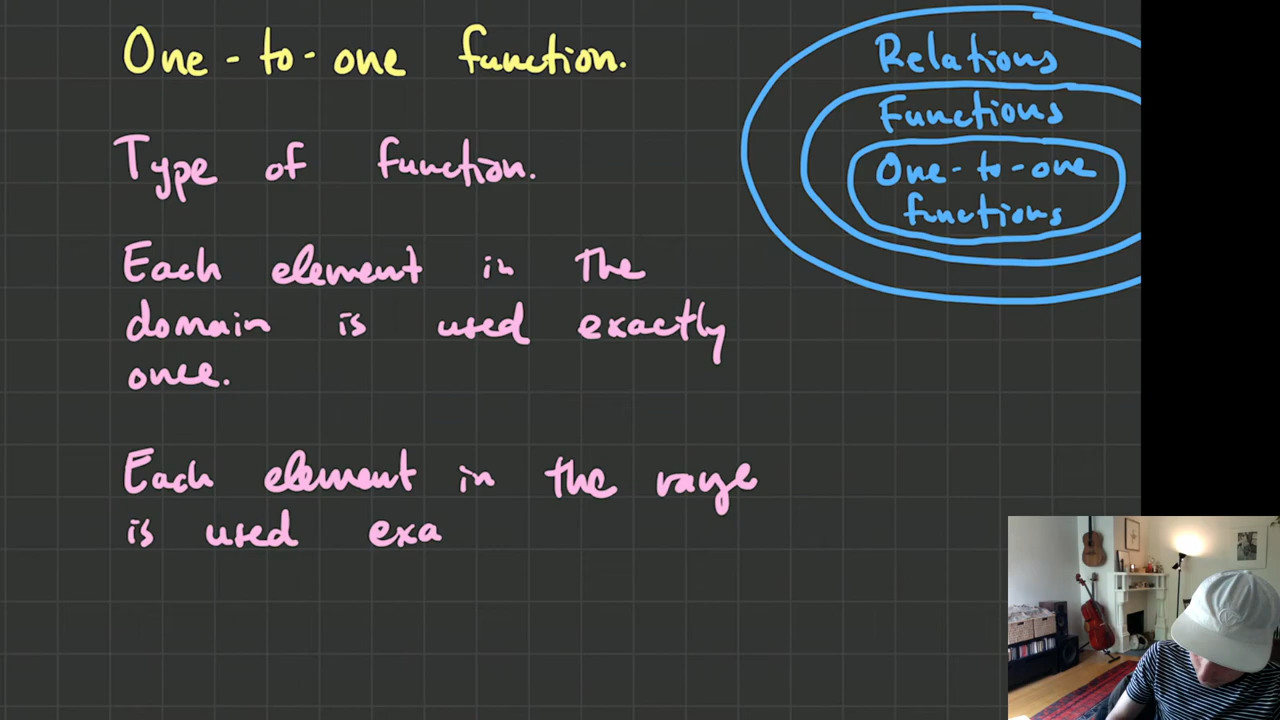 One-to-one function.
Relations
Functions
One-to-one
functions
Type of function.
Each element in the
domain is used exactly
once.
Each element in the range
is used exa